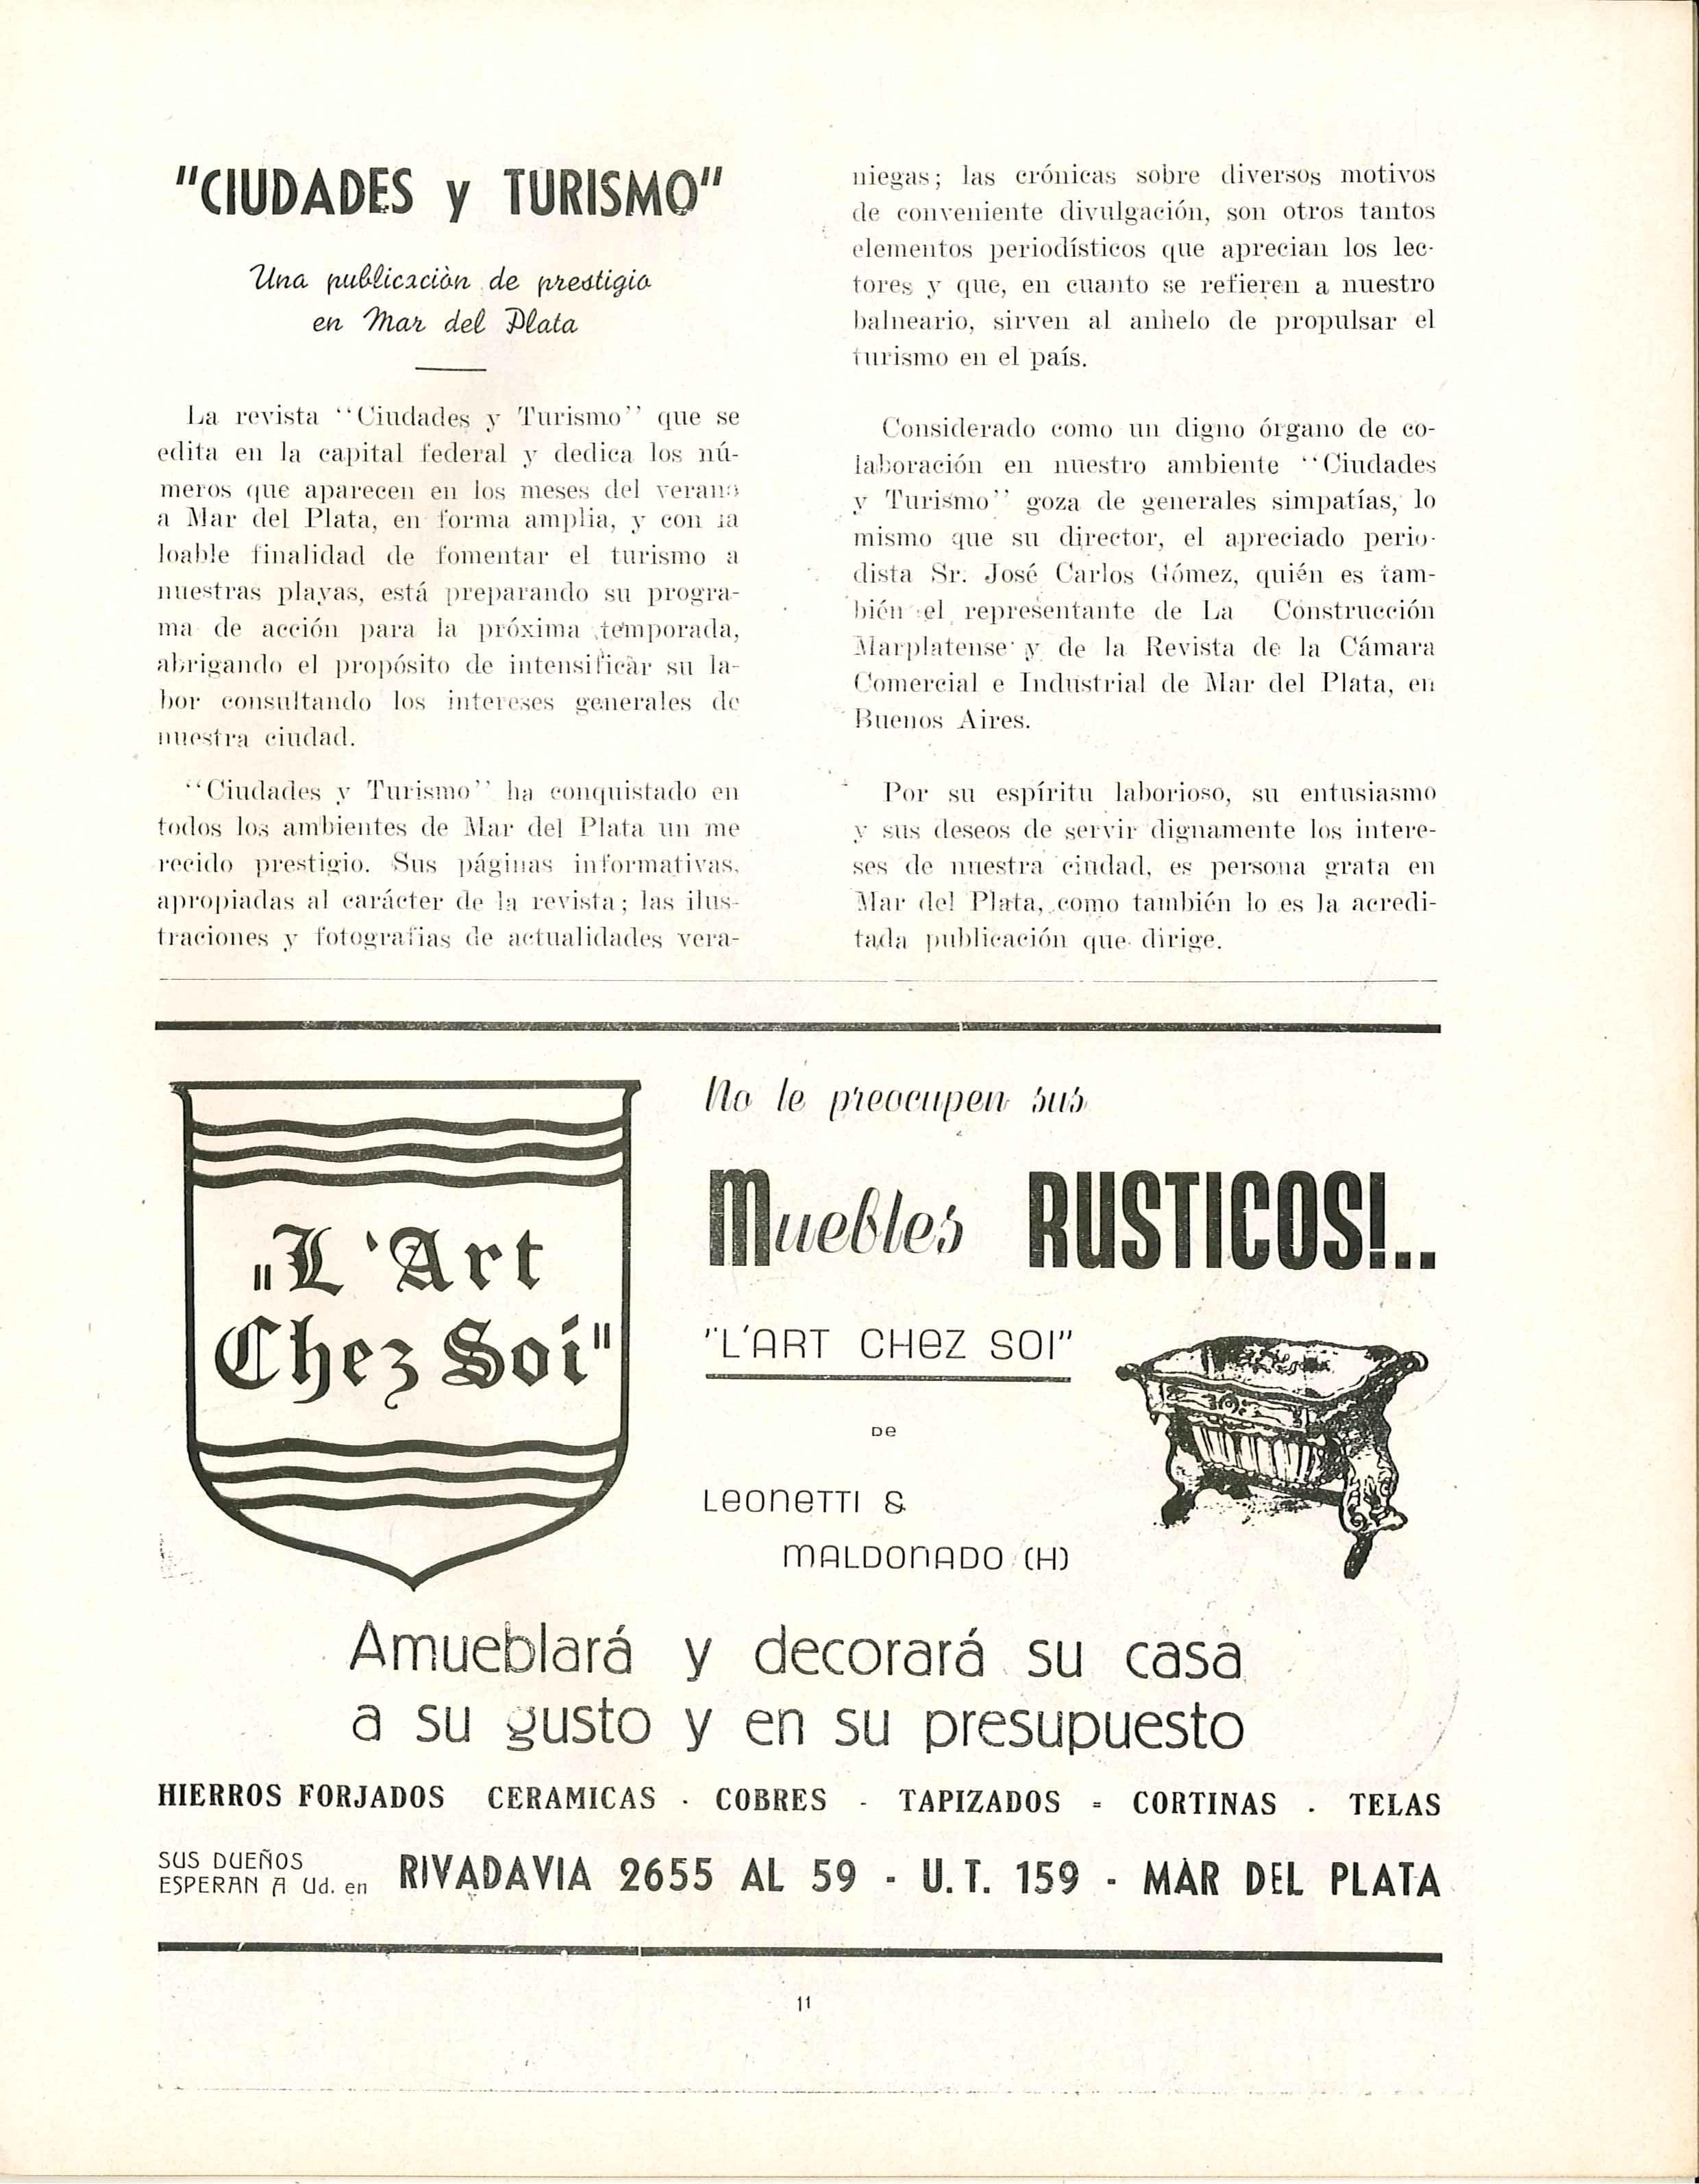 "CIUDADES y TURISMO"
Una publicación de prestigio
en Mar del Plata
La revista "Ciudades y Turismo" que se
edita en la capital federal y dedica los nú-
meros que aparecen en los meses del verano
a Mar del Plata, en forma amplia, y con la
loable finalidad de fomentar el turismo a
nuestras playas, está preparando su progra-
ma de acción para la próxima temporada,
abrigando el propósito de intensificar su la-
bor consultando los intereses generales de
nuestra ciudad.
"Ciudades y Turismo" ha conquistado en
todos los ambientes de Mar del Plata un me
recido prestigio. Sus páginas informativas,
apropiadas al carácter de la revista; las ilus-
traciones y fotografías de actualidades vera-
niegas; las crónicas sobre diversos motivos
de conveniente divulgación, son otros tantos
elementos periodísticos que aprecian los lec-
tores y que, en cuanto se refieren a nuestro
balneario, sirven al anhelo de propulsar el
turismo en el país.
Considerado como un digno órgano de co-
laboración en nuestro ambiente "Ciudades
y Turismo" goza de generales simpatías, lo
mismo que su director, el apreciado perio-
dista Sr. José Carlos Gómez, quién es tam-
bién el representante de La Construcción
Marplatense y de la Revista de la Cámara
Comercial e Industrial de Mar del Plata, en
Buenos Aires.
Por su espíritu laborioso, su entusiasmo
y sus deseos de servir dignamente los intere-
ses de nuestra ciudad, es persona grata en
Mar del Plata, como también lo es la acredi-
tada publicación que dirige.
"L'Art
Chez Soi"
No le preocupen sus
Muebles RUSTICOS!..
"L'ART CHEZ SOI"
DE
LEONETTI &
MALDONADO (H)
Amueblará y decorará su casa
a su gusto y en su presupuesto
HIERROS FORJADOS CERAMICAS - COBRES - TAPIZADOS - CORTINAS - TELAS
SUS DUEÑOS
ESPERAN A Ud. en
RIVADAVIA 2655 AL 59 - U.T. 159 - MAR DEL PLATA
11